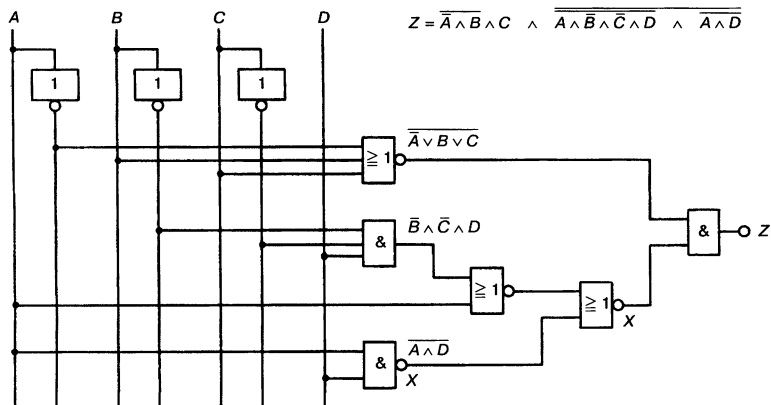 A B C D Z = A̅ ∧ B̅ ∧ C ∧ A ∧ B̅ ∧ C̅ ∧ D ∧ A ∧ D
1 1 1
A̅ ∨ B ∨ C
≧ 1
B̅ ∧ C̅ ∧ D
& & Z
≧ 1 ≧ 1
X
A ∧ D
&
X